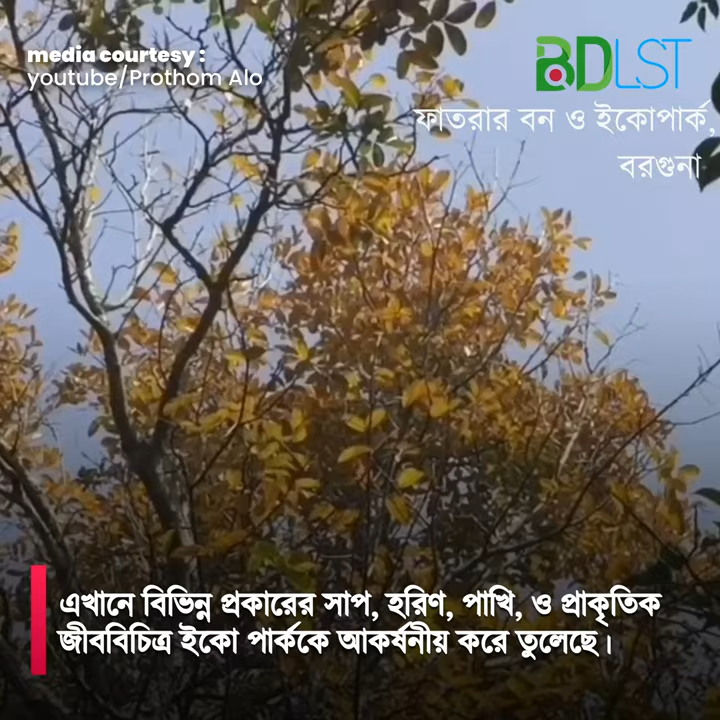 media courtesy :
youtube/Prothom Alo
BDLST
ফাতরার বন ও ইকোপার্ক,
বরগুনা
এখানে বিভিন্ন প্রকারের সাপ, হরিণ, পাখি, ও প্রাকৃতিক
জীববিচিত্র ইকো পার্ককে আকর্ষনীয় করে তুলেছে।